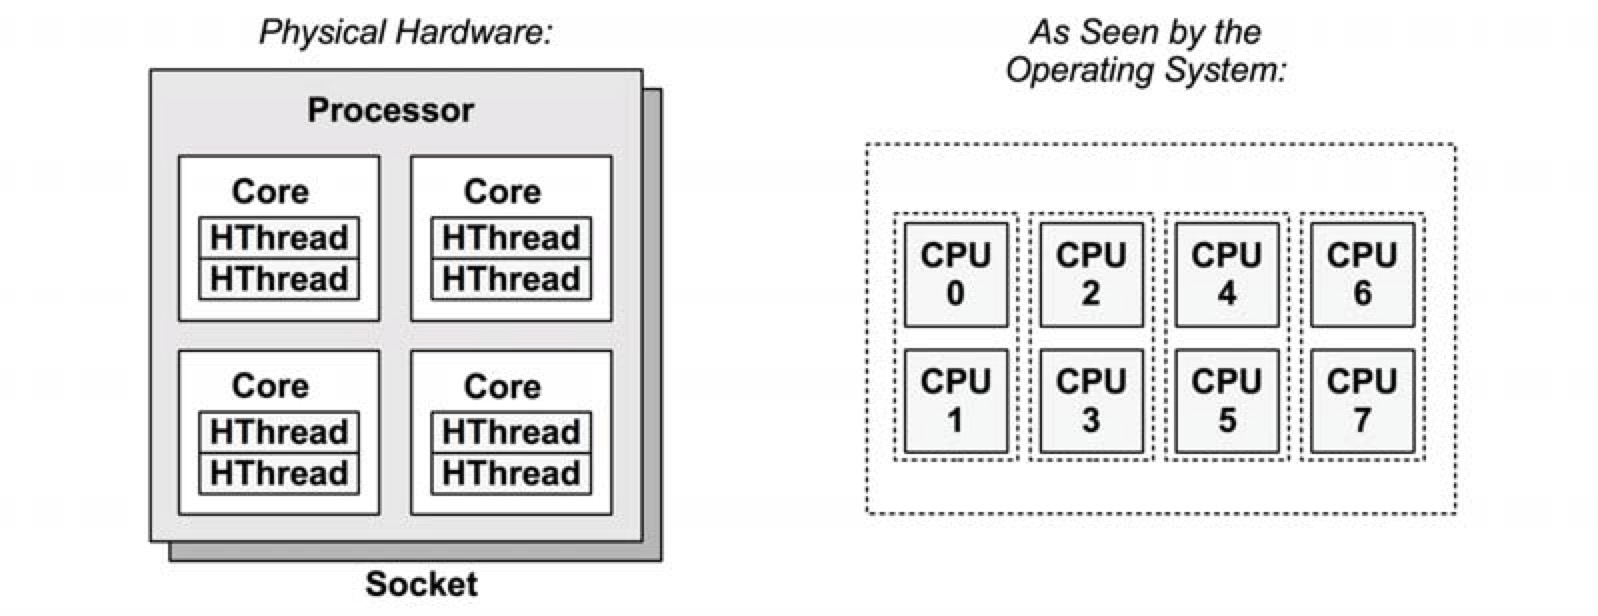 Physical Hardware:
Processor
Core
HThread
HThread
Core
HThread
HThread
Core
HThread
HThread
Core
HThread
HThread
Socket
As Seen by the
Operating System:
CPU
0
CPU
2
CPU
4
CPU
6
CPU
1
CPU
3
CPU
5
CPU
7